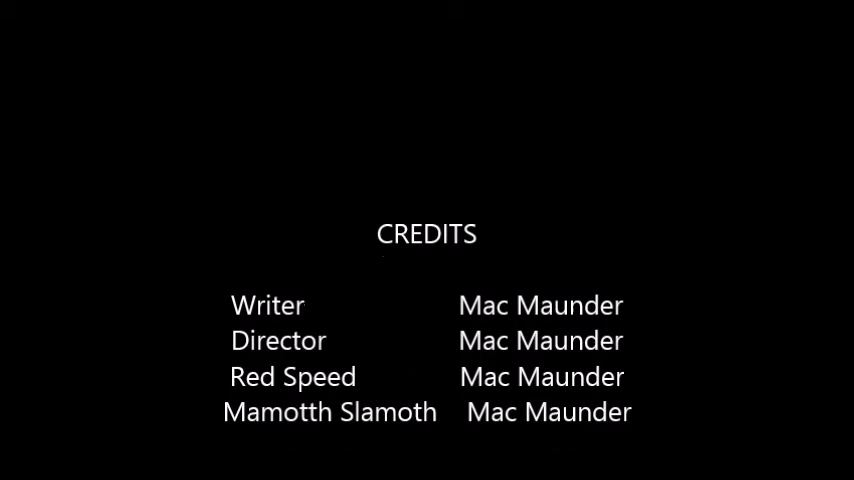 CREDITS
Writer Mac Maunder
Director Mac Maunder
Red Speed Mac Maunder
Mamotth Slamoth Mac Maunder